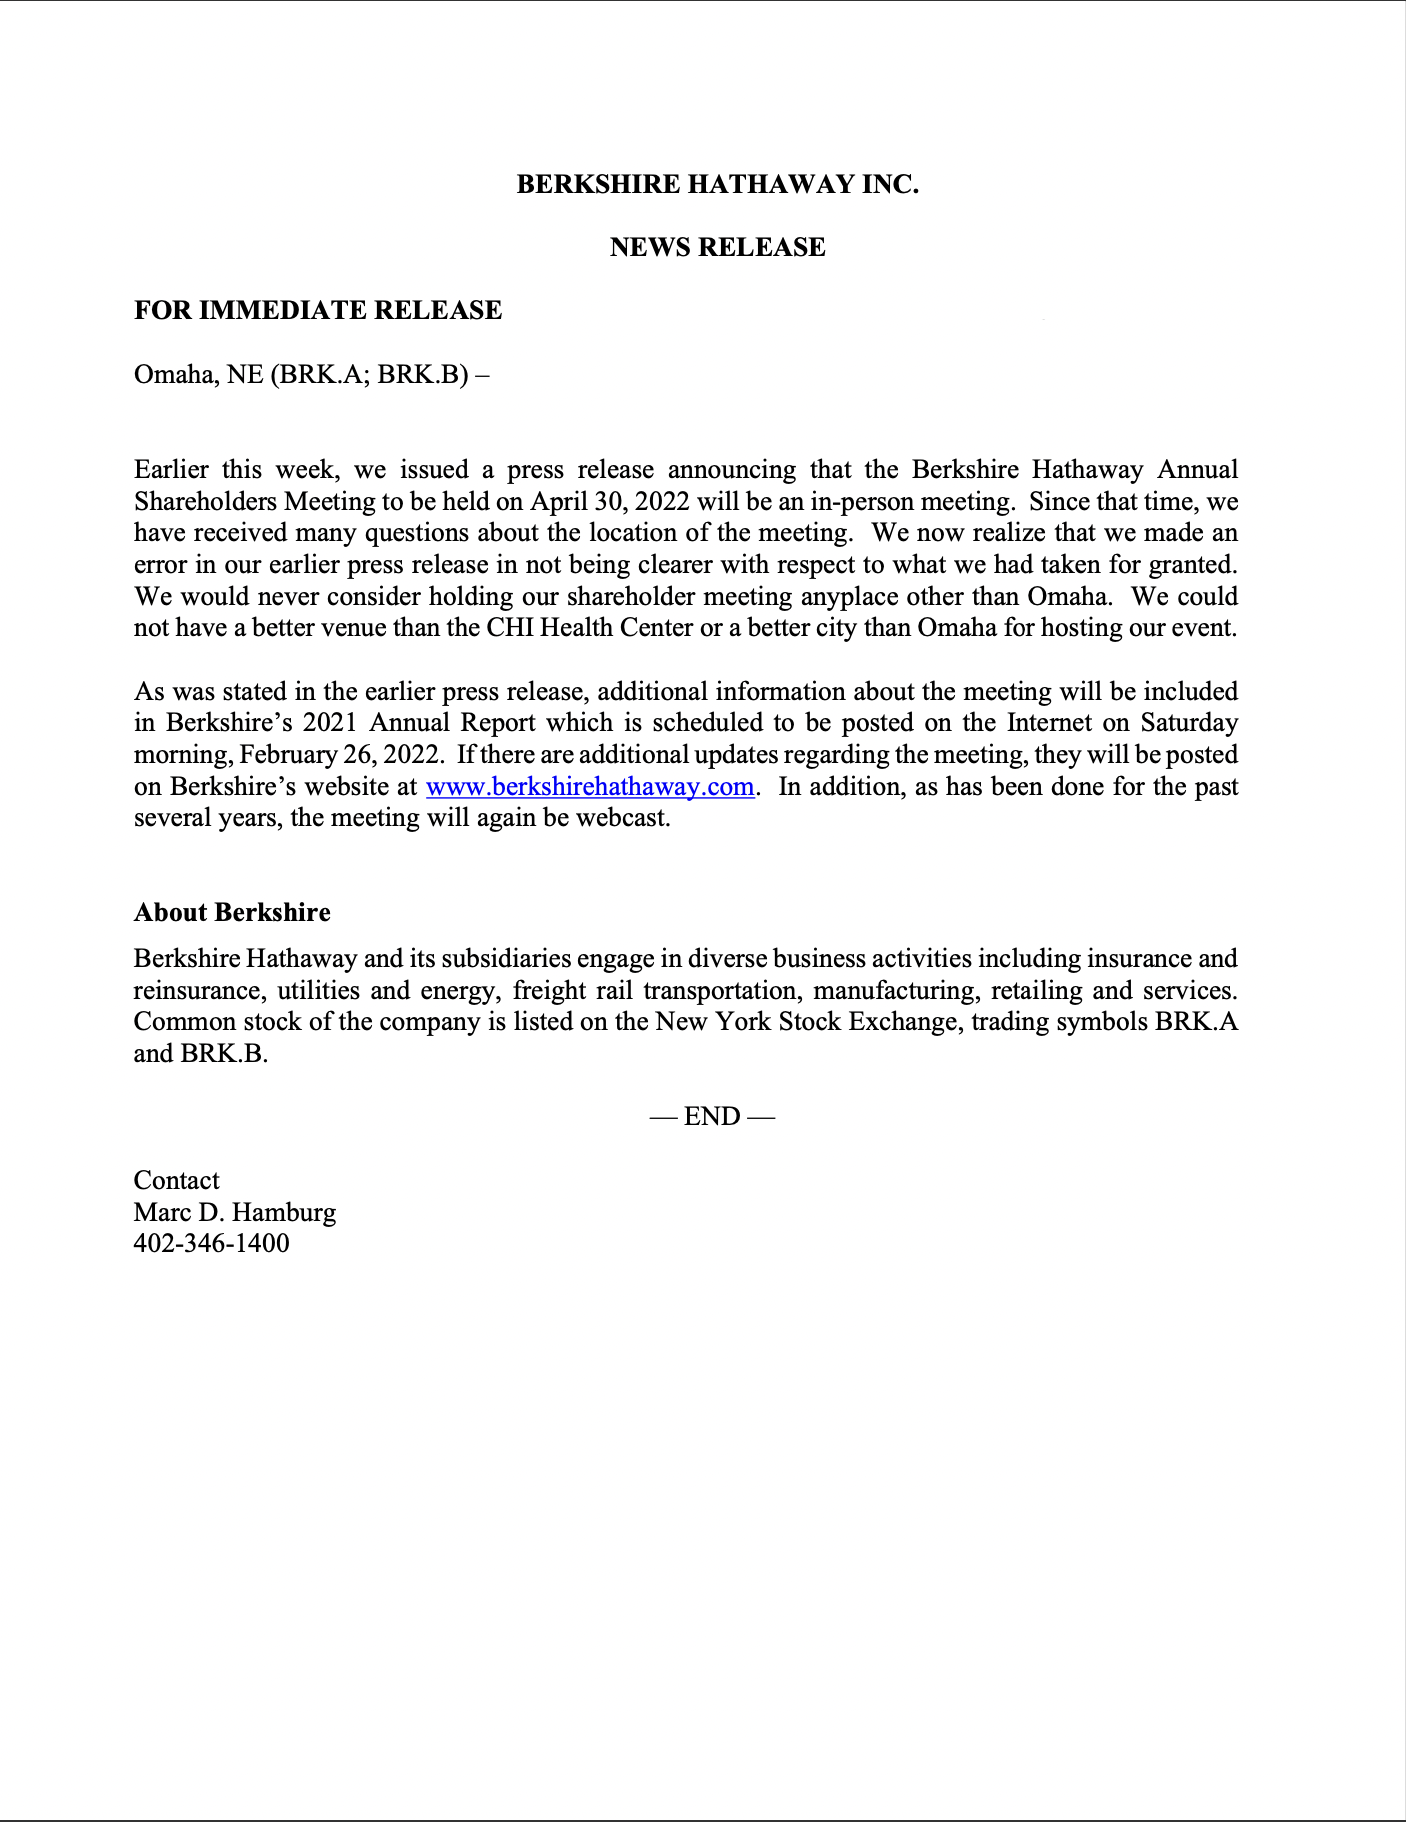 BERKSHIRE HATHAWAY INC.
NEWS RELEASE
FOR IMMEDIATE RELEASE
Omaha, NE (BRK.A; BRK.B) –
Earlier this week, we issued a press release announcing that the Berkshire Hathaway Annual
Shareholders Meeting to be held on April 30, 2022 will be an in-person meeting.  Since that time, we
have received many questions about the location of the meeting.  We now realize that we made an
error in our earlier press release in not being clearer with respect to what we had taken for granted.
We would never consider holding our shareholder meeting anyplace other than Omaha.  We could
not have a better venue than the CHI Health Center or a better city than Omaha for hosting our event.
As was stated in the earlier press release, additional information about the meeting will be included
in Berkshire’s 2021 Annual Report which is scheduled to be posted on the Internet on Saturday
morning, February 26, 2022.  If there are additional updates regarding the meeting, they will be posted
on Berkshire’s website at www.berkshirehathaway.com.  In addition, as has been done for the past
several years, the meeting will again be webcast.
About Berkshire
Berkshire Hathaway and its subsidiaries engage in diverse business activities including insurance and
reinsurance, utilities and energy, freight rail transportation, manufacturing, retailing and services.
Common stock of the company is listed on the New York Stock Exchange, trading symbols BRK.A
and BRK.B.
— END —
Contact
Marc D. Hamburg
402-346-1400